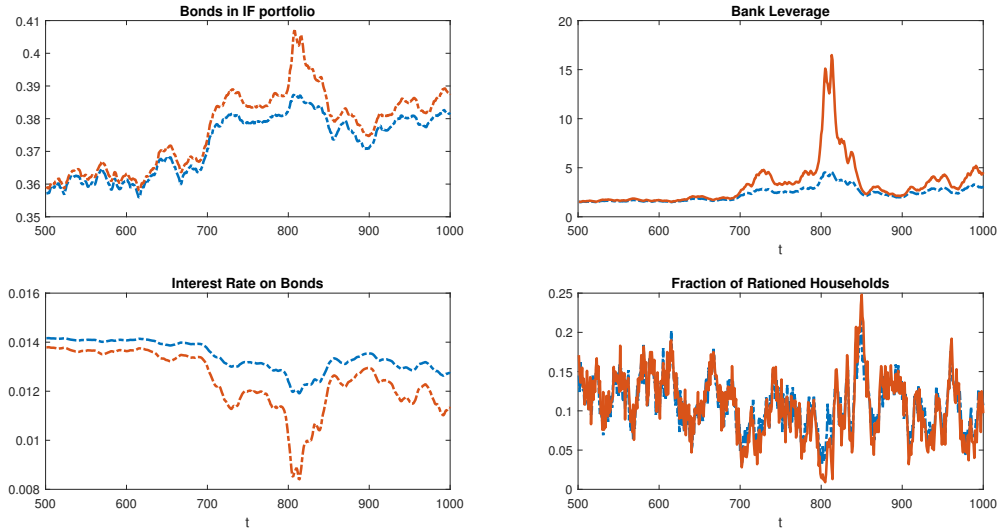 Bonds in IF portfolio
0.41
0.4
0.39
0.38
0.37
0.36
0.35
500 600 700 800 900 1000
Bank Leverage
20
15
10
5
0
500 600 700 800 900 1000
t
Interest Rate on Bonds
0.016
0.014
0.012
0.01
0.008
500 600 700 800 900 1000
t
Fraction of Rationed Households
0.25
0.2
0.15
0.1
0.05
0
500 600 700 800 900 1000
t